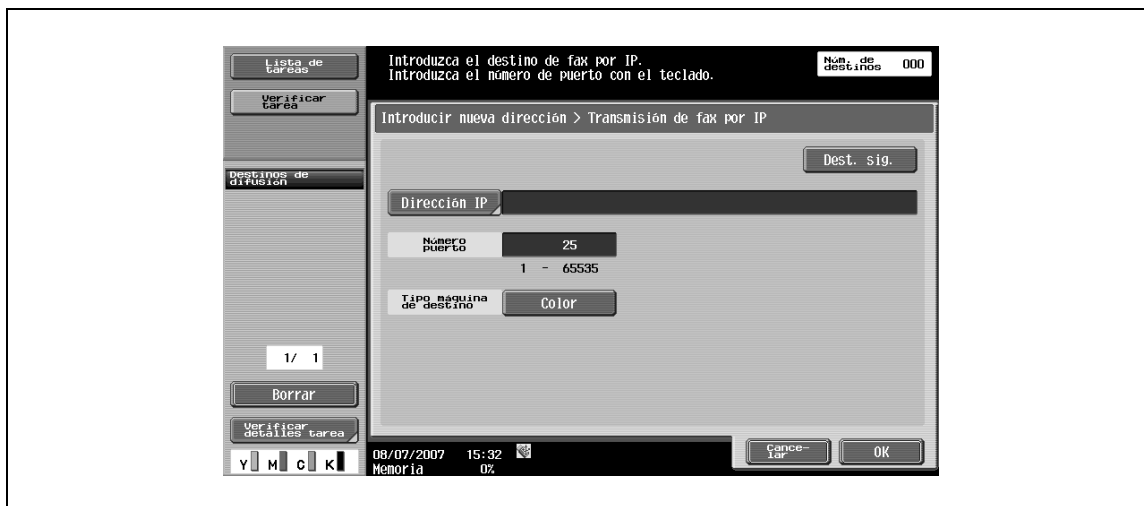 Lista de
tareas
Verificar
tarea
Destinos de
difusión
1/ 1
Borrar
Verificar
detalles tarea
Y M C K
Introduzca el destino de fax por IP.
Introduzca el número de puerto con el teclado.
Núm. de
destinos 000
Introducir nueva dirección > Transmisión de fax por IP
Dest. sig.
Dirección IP
Número
puerto 25
1 - 65535
Tipo máquina
de destino Color
08/07/2007 15:32
Memoria 0%
Cance-
lar
OK